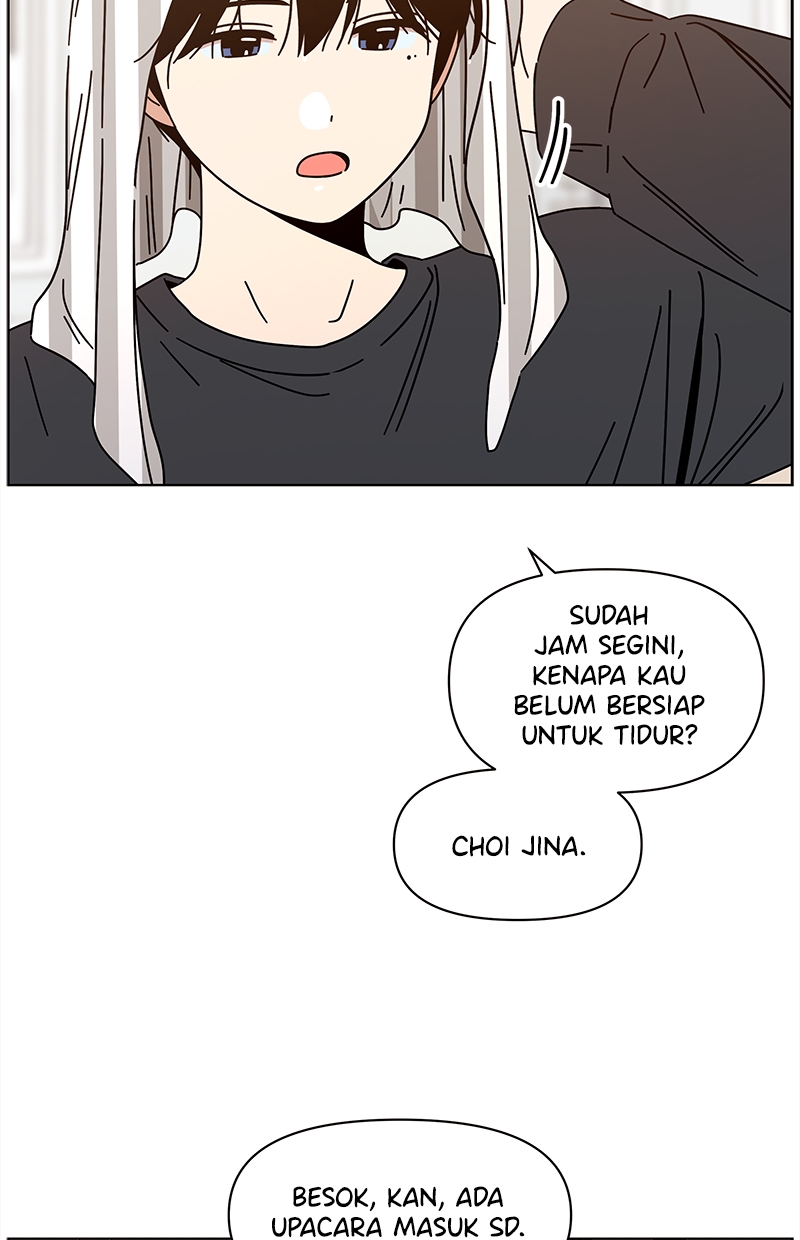 SUDAH
JAM SEGINI,
KENAPA KAU
BELUM BERSIAP
UNTUK TIDUR?
CHOI JINA.
BESOK, KAN, ADA
UPACARA MASUK SD.